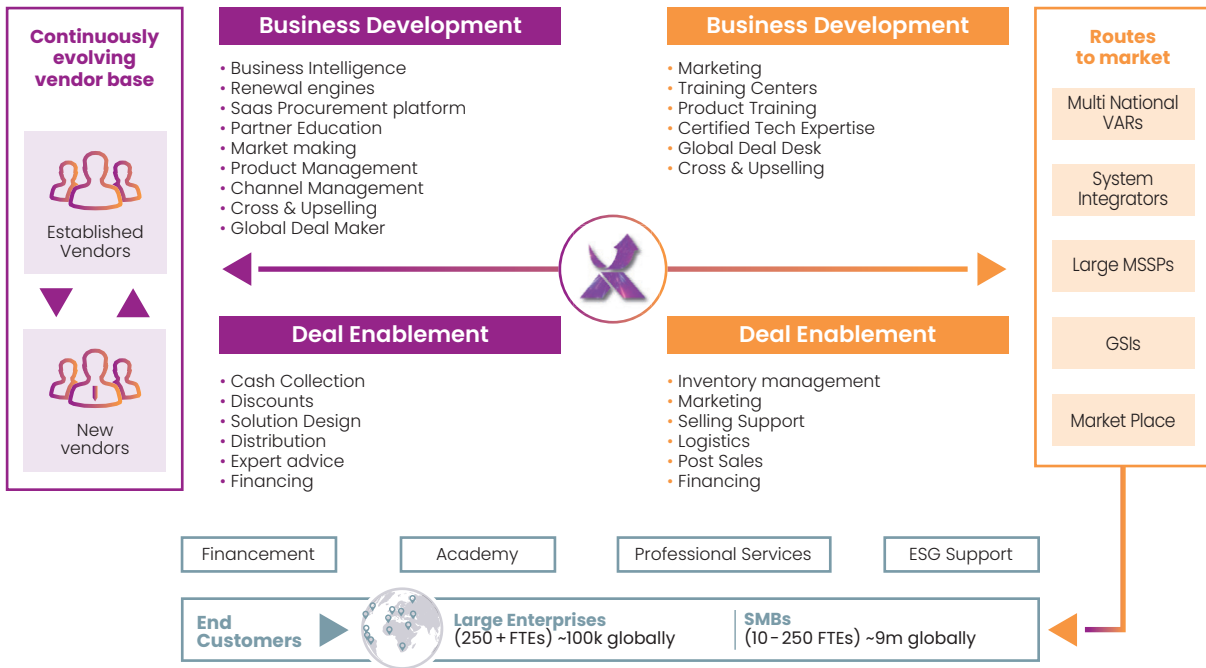 Continuously
evolving
vendor base
Established
Vendors
New
vendors
Business Development
• Business Intelligence
• Renewal engines
• Saas Procurement platform
• Partner Education
• Market making
• Product Management
• Channel Management
• Cross & Upselling
• Global Deal Maker
Business Development
• Marketing
• Training Centers
• Product Training
• Certified Tech Expertise
• Global Deal Desk
• Cross & Upselling
Deal Enablement
• Cash Collection
• Discounts
• Solution Design
• Distribution
• Expert advice
• Financing
Deal Enablement
• Inventory management
• Marketing
• Selling Support
• Logistics
• Post Sales
• Financing
Routes
to market
Multi National
VARs
System
Integrators
Large MSSPs
GSIs
Market Place
Financement
Academy
Professional Services
ESG Support
End
Customers
Large Enterprises
(250 + FTEs) ~100k globally
SMBs
(10 - 250 FTEs) ~9m globally